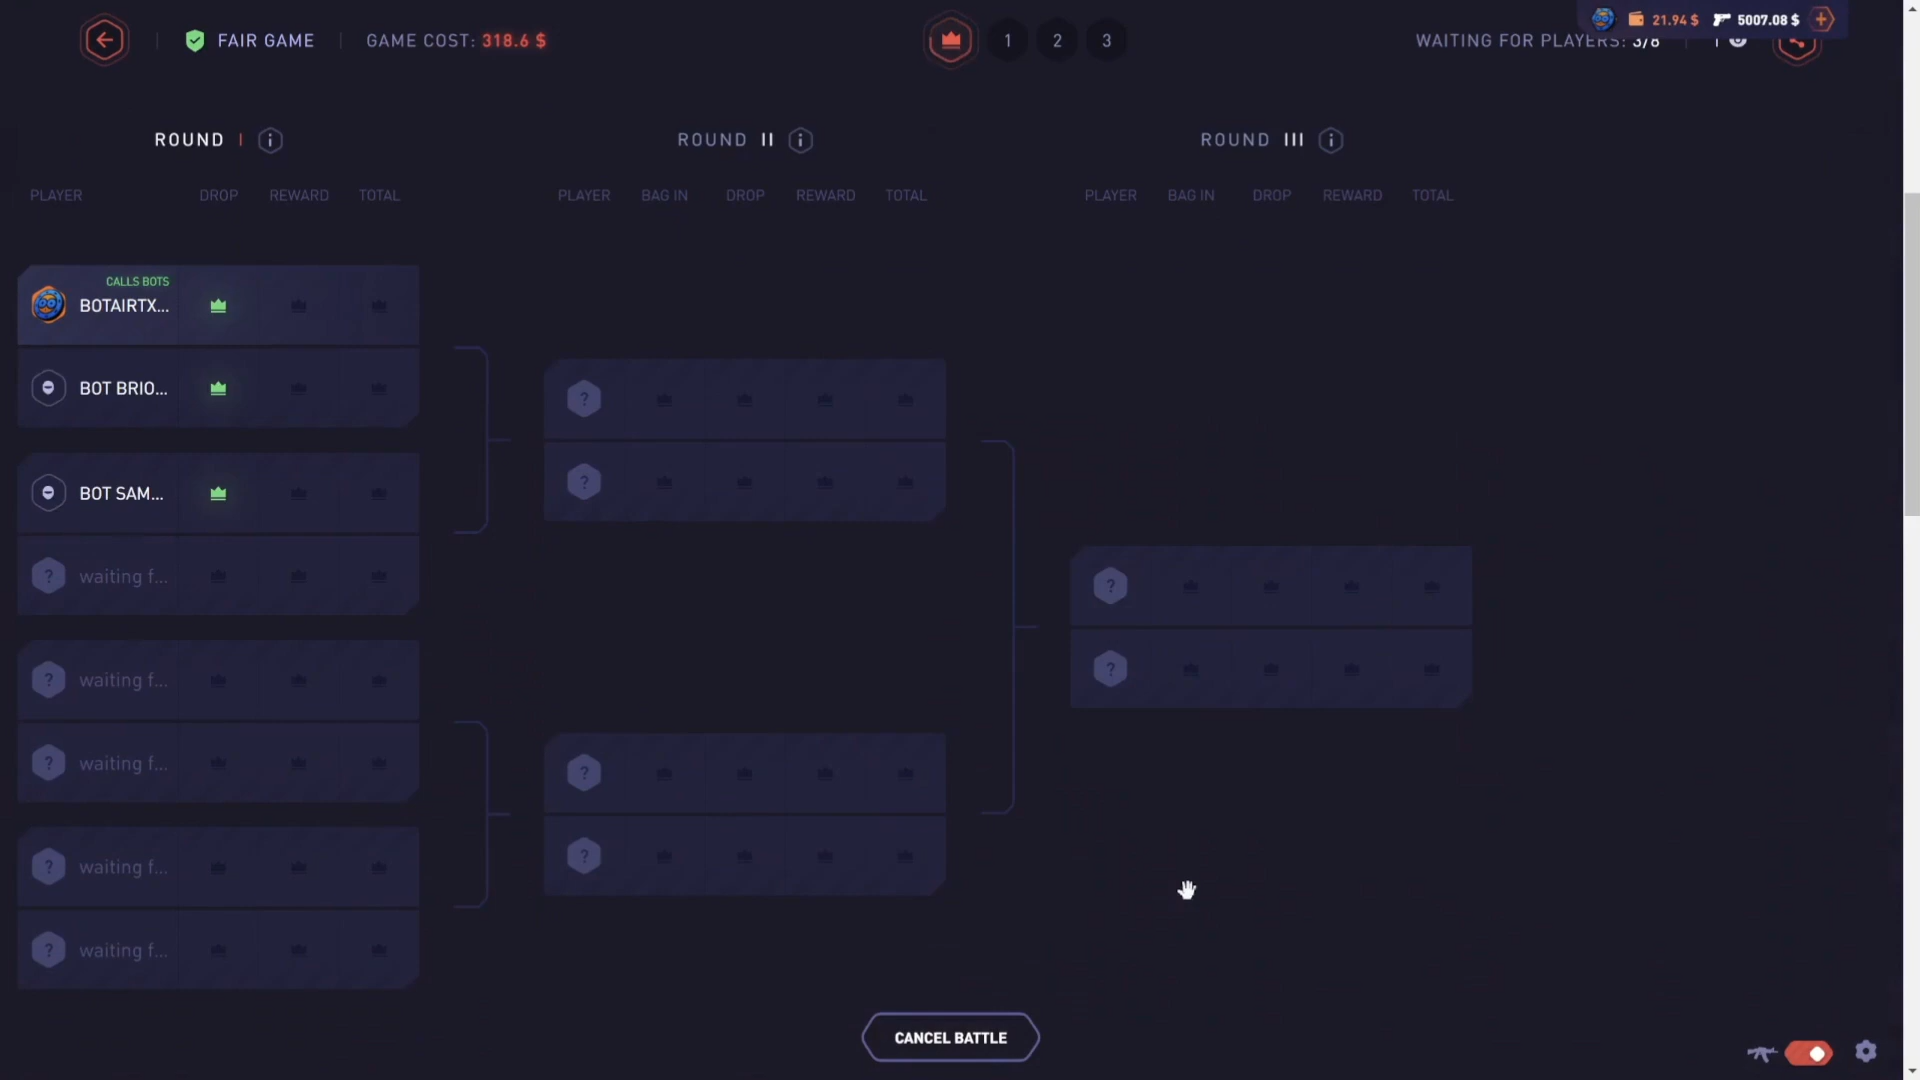 FAIR GAME
GAME COST: 318.6 $
1
2
3
21.94 $
5007.08 $
WAITING FOR PLAYERS: 3/8
1
ROUND I
ROUND II
ROUND III
PLAYER DROP REWARD TOTAL
PLAYER BAG IN DROP REWARD TOTAL
PLAYER BAG IN DROP REWARD TOTAL
CALLS BOTS
BOTAIRTX...
BOT BRIO...
BOT SAM...
? waiting f...
? waiting f...
? waiting f...
? waiting f...
? waiting f...
?
?
?
?
?
?
CANCEL BATTLE